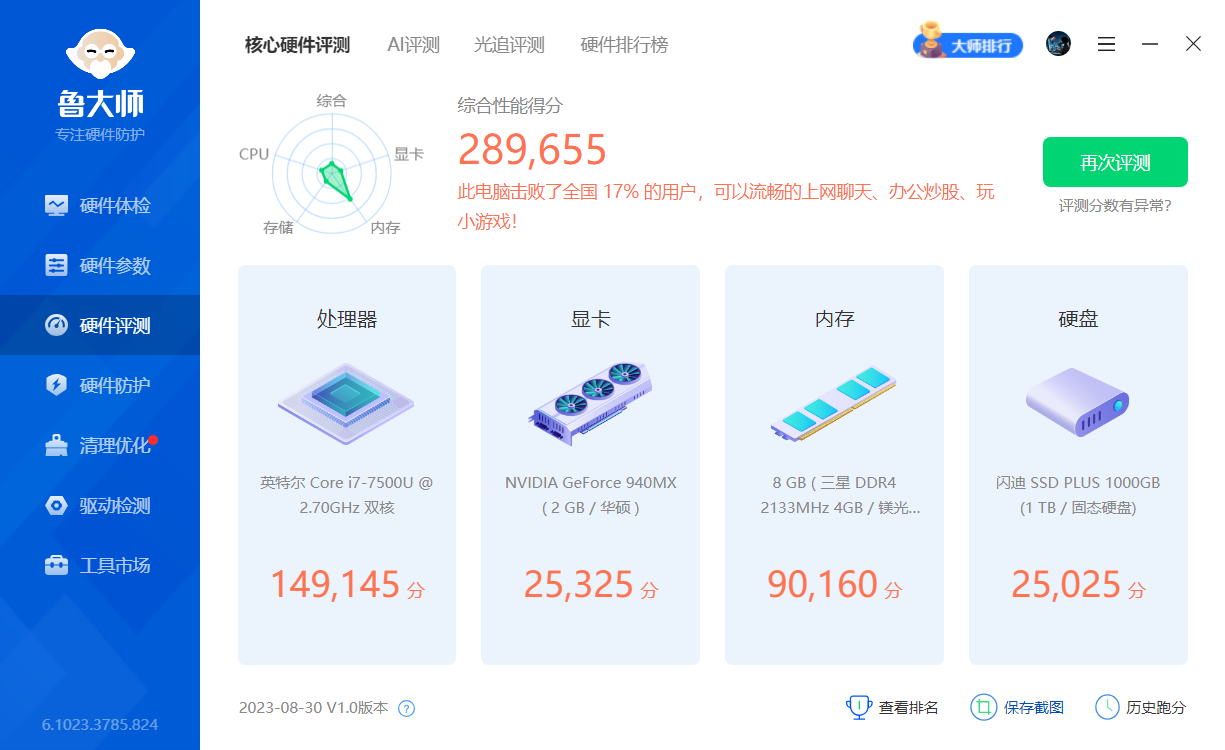 鲁大师
专注硬件防护
硬件体检
硬件参数
硬件评测
硬件防护
清理优化
驱动检测
工具市场
6.1023.3785.824
核心硬件评测
AI评测
光追评测
硬件排行榜
大师排行
综合
CPU
显卡
存储
内存
综合性能得分
289,655
此电脑击败了全国 17% 的用户，可以流畅的上网聊天、办公炒股、玩
小游戏！
再次评测
评测分数有异常?
处理器
英特尔 Core i7-7500U @
2.70GHz 双核
149,145 分
显卡
NVIDIA GeForce 940MX
( 2 GB / 华硕 )
25,325 分
内存
8 GB ( 三星 DDR4
2133MHz 4GB / 镁光...
90,160 分
硬盘
闪迪 SSD PLUS 1000GB
(1 TB / 固态硬盘)
25,025 分
2023-08-30 V1.0版本 ?
查看排名
保存截图
历史跑分